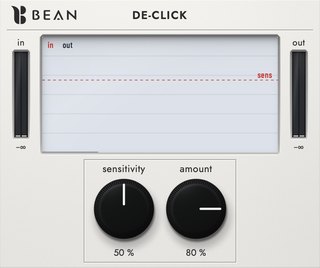 BEAN
DE-CLICK
in
out
in out
sens
-∞
-∞
sensitivity
amount
50 %
80 %